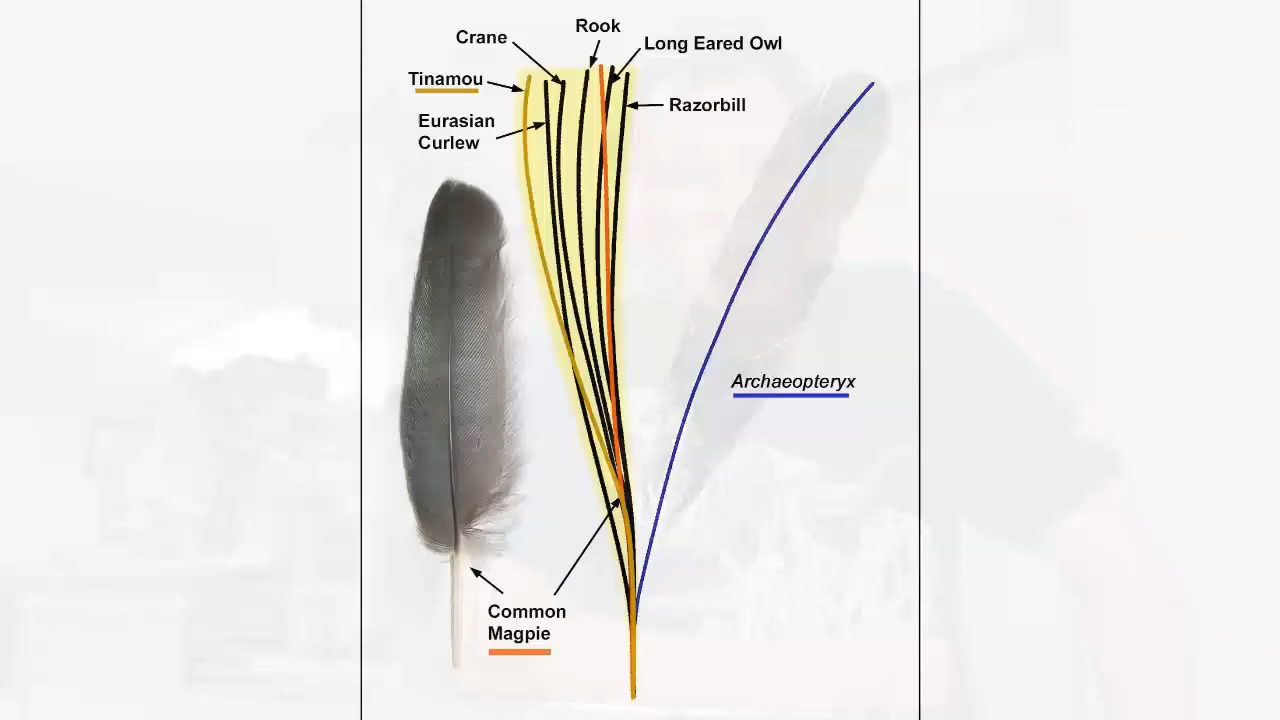 Rook
Crane
Long Eared Owl
Tinamou
Razorbill
Eurasian
Curlew
Archaeopteryx
Common
Magpie